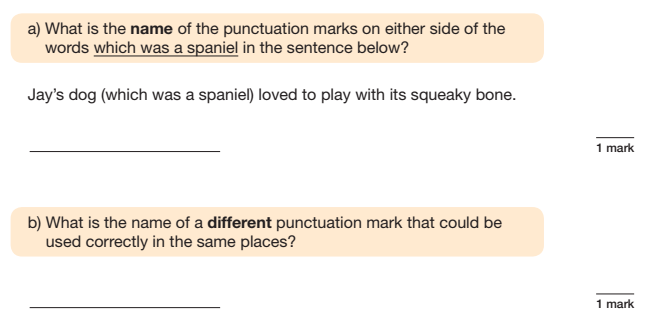 a) What is the name of the punctuation marks on either side of the
words which was a spaniel in the sentence below?
Jay's dog (which was a spaniel) loved to play with its squeaky bone.
1 mark
b) What is the name of a different punctuation mark that could be
used correctly in the same places?
1 mark